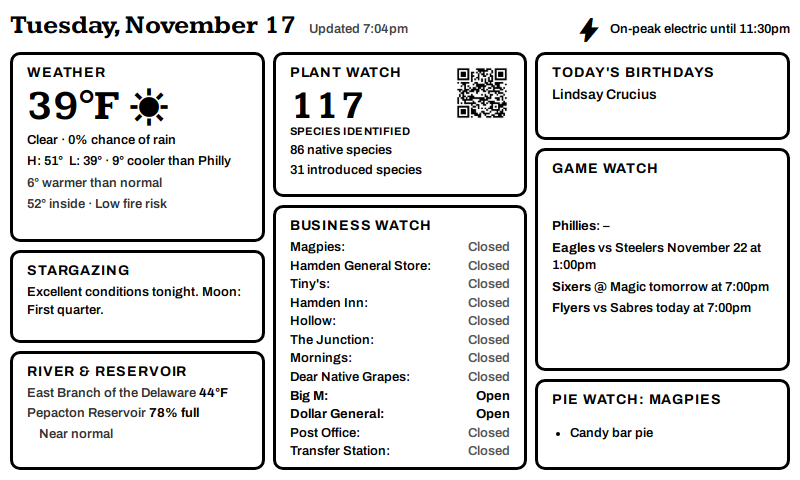 Tuesday, November 17 Updated 7:04pm
On-peak electric until 11:30pm
WEATHER
39°F
Clear · 0% chance of rain
H: 51° L: 39° · 9° cooler than Philly
6° warmer than normal
52° inside · Low fire risk
STARGAZING
Excellent conditions tonight. Moon:
First quarter.
RIVER & RESERVOIR
East Branch of the Delaware 44°F
Pepacton Reservoir 78% full
Near normal
PLANT WATCH
117
SPECIES IDENTIFIED
86 native species
31 introduced species
BUSINESS WATCH
Magpies: Closed
Hamden General Store: Closed
Tiny's: Closed
Hamden Inn: Closed
Hollow: Closed
The Junction: Closed
Mornings: Closed
Dear Native Grapes: Closed
Big M: Open
Dollar General: Open
Post Office: Closed
Transfer Station: Closed
TODAY'S BIRTHDAYS
Lindsay Crucius
GAME WATCH
Phillies: –
Eagles vs Steelers November 22 at
1:00pm
Sixers @ Magic tomorrow at 7:00pm
Flyers vs Sabres today at 7:00pm
PIE WATCH: MAGPIES
• Candy bar pie